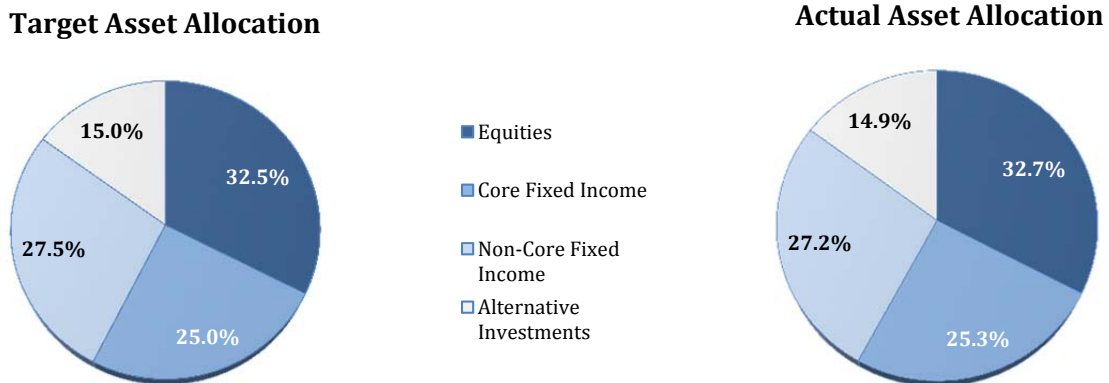 Target Asset Allocation
15.0%
32.5%
27.5%
25.0%
Equities
Core Fixed Income
Non-Core Fixed
Income
Alternative
Investments
Actual Asset Allocation
14.9%
32.7%
27.2%
25.3%